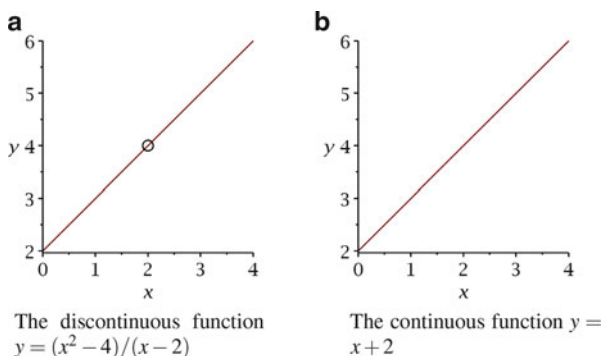 a
6
5
y 4
3
2
0 1 2 3 4
x
The discontinuous function
y = (x² − 4)/(x − 2)
b
6
5
y 4
3
2
0 1 2 3 4
x
The continuous function y =
x + 2